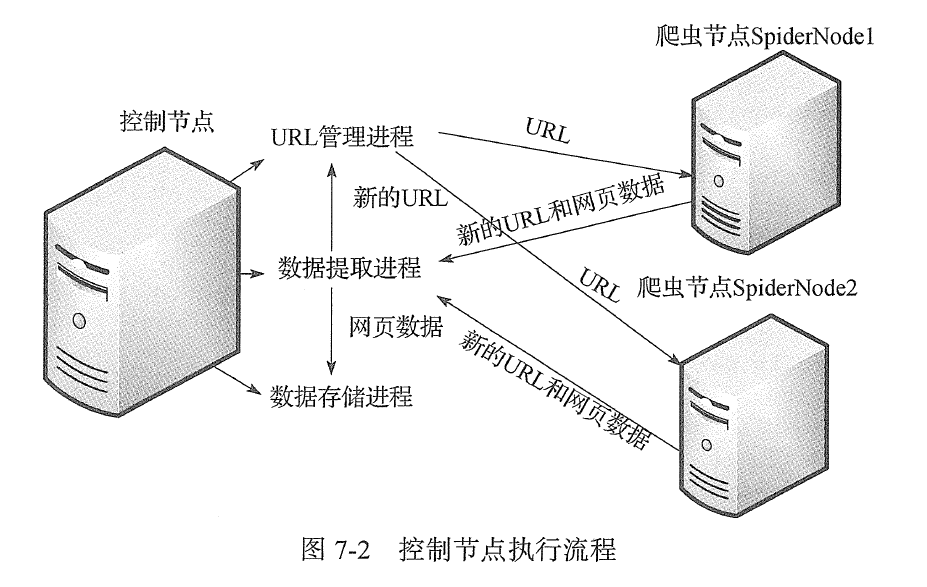 爬虫节点SpiderNode1
控制节点
URL管理进程
URL
新的URL
新的URL和网页数据
数据提取进程
URL
爬虫节点SpiderNode2
网页数据
新的URL和网页数据
数据存储进程
图 7-2 控制节点执行流程